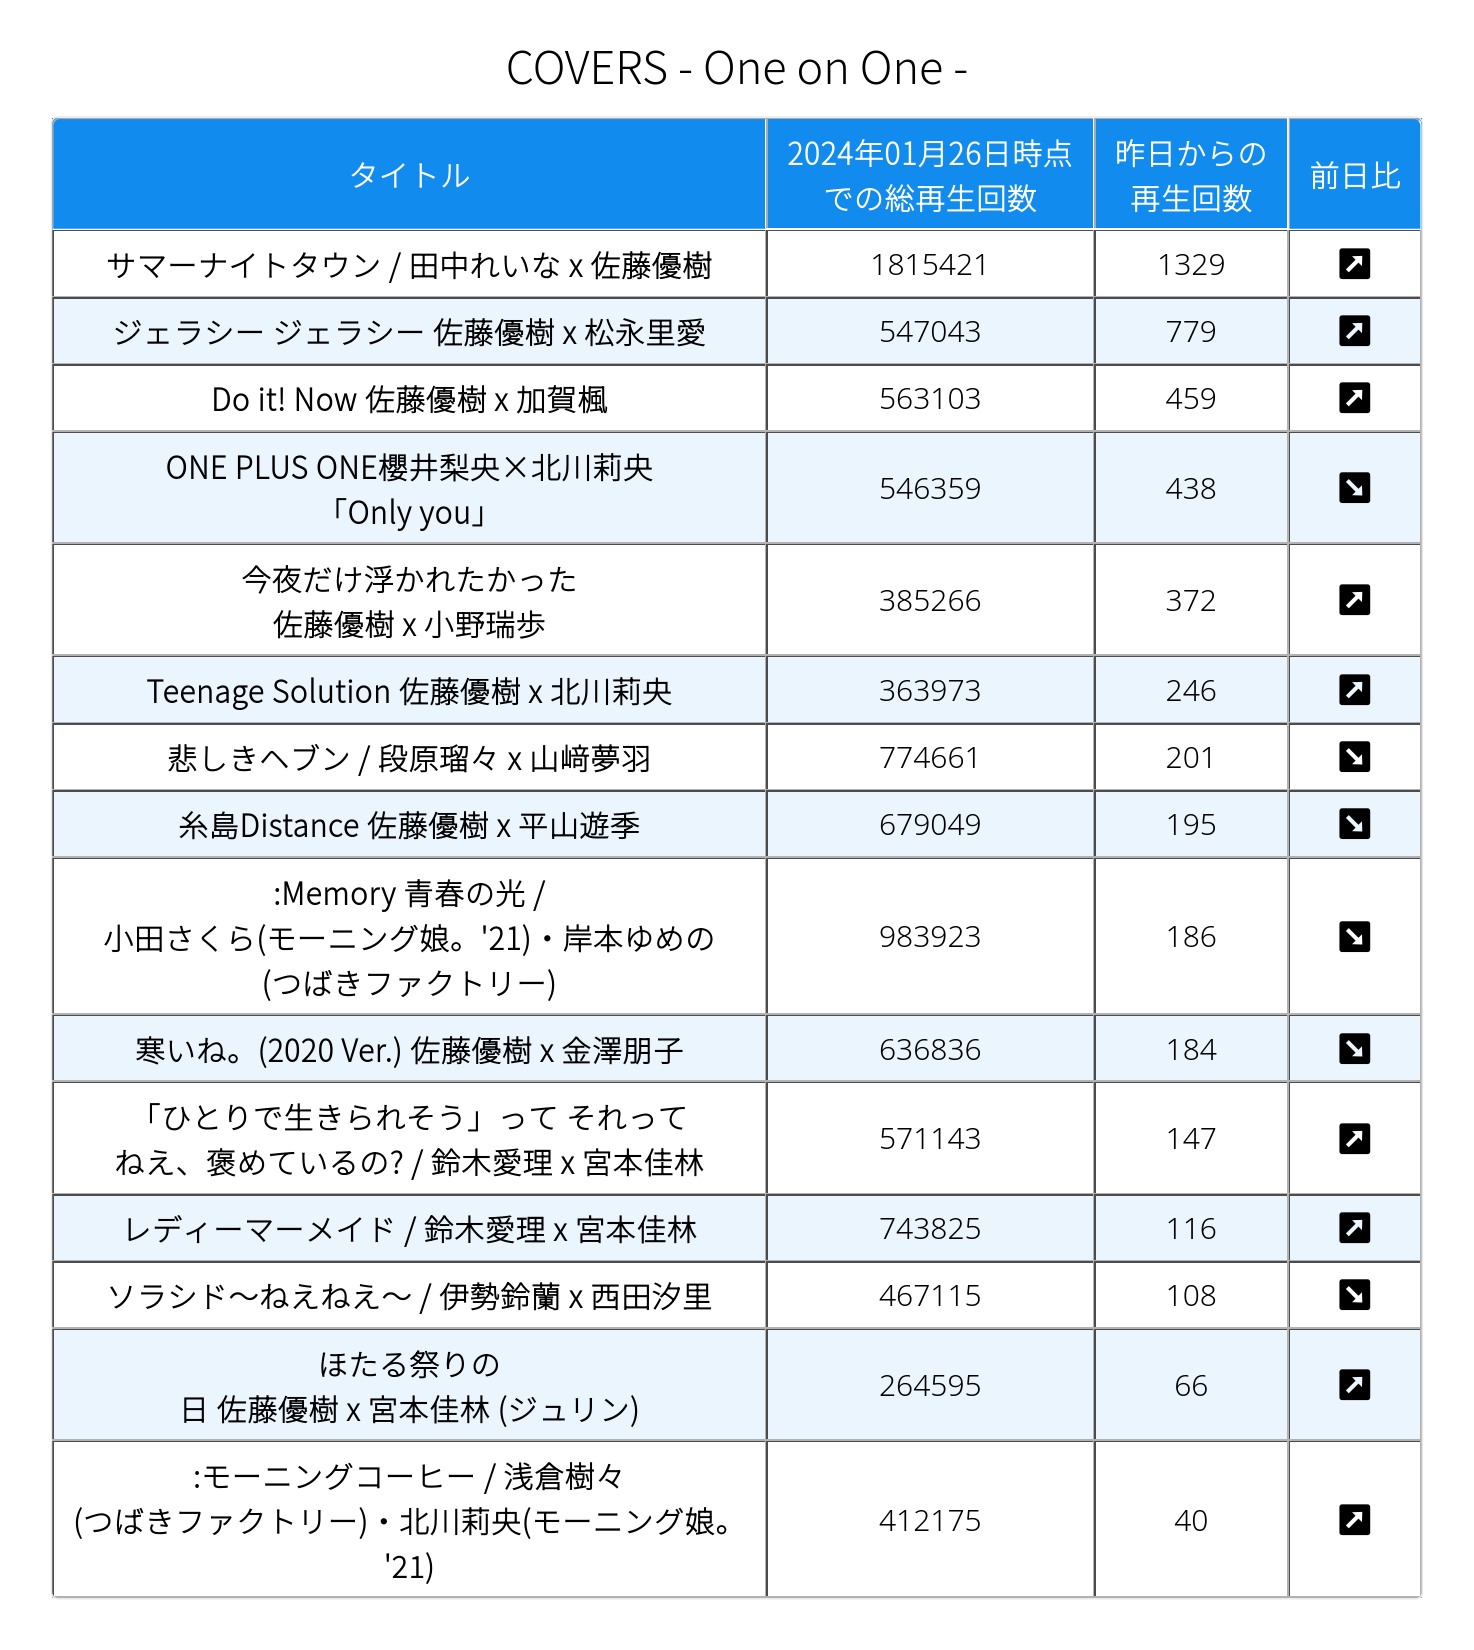 COVERS - One on One -
タイトル
2024年01月26日時点
での総再生回数
昨日からの
再生回数
前日比
サマーナイトタウン / 田中れいな x 佐藤優樹
1815421
1329
ジェラシー ジェラシー 佐藤優樹 x 松永里愛
547043
779
Do it! Now 佐藤優樹 x 加賀楓
563103
459
ONE PLUS ONE櫻井梨央×北川莉央
「Only you」
546359
438
今夜だけ浮かれたかった
佐藤優樹 x 小野瑞歩
385266
372
Teenage Solution 佐藤優樹 x 北川莉央
363973
246
悲しきヘブン / 段原瑠々 x 山﨑夢羽
774661
201
糸島Distance 佐藤優樹 x 平山遊季
679049
195
:Memory 青春の光 /
小田さくら(モーニング娘。'21)・岸本ゆめの
(つばきファクトリー)
983923
186
寒いね。(2020 Ver.) 佐藤優樹 x 金澤朋子
636836
184
「ひとりで生きられそう」って それって
ねえ、褒めているの? / 鈴木愛理 x 宮本佳林
571143
147
レディーマーメイド / 鈴木愛理 x 宮本佳林
743825
116
ソラシド〜ねえねえ〜 / 伊勢鈴蘭 x 西田汐里
467115
108
ほたる祭りの
日 佐藤優樹 x 宮本佳林 (ジュリン)
264595
66
:モーニングコーヒー / 浅倉樹々
(つばきファクトリー)・北川莉央(モーニング娘。
'21)
412175
40